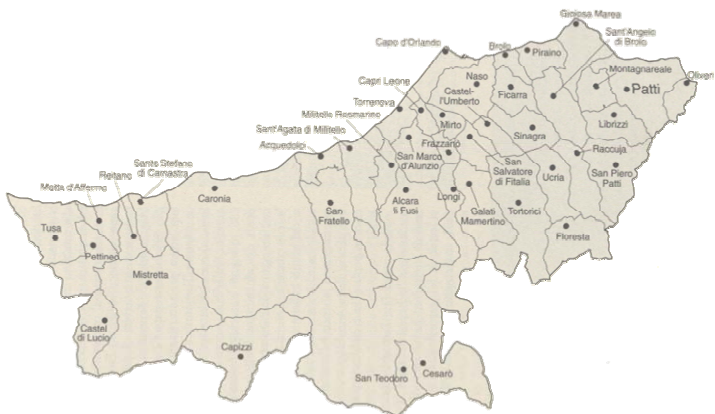 Gioiosa Marea
Sant'Angelo
di Brolo
Capo d'Orlando
Brolo
Piraino
Montagnareale
Oliveri
Naso
Patti
Capri Leone
Castel-
l'Umberto
Ficarra
Torrenova
Mirto
Librizzi
Militello Rosmarino
Sinagra
Sant'Agata di Militello
Frazzanò
Raccuja
Acquedolci
San Marco
d'Alunzio
San
Salvatore
di Fitalia
Ucria
San Piero
Patti
Santo Stefano
di Camastra
Reitano
Motta d'Affermo
Caronia
San
Fratello
Alcara
li Fusi
Longi
Galati
Mamertino
Tortorici
Tusa
Floresta
Pettineo
Mistretta
Castel
di Lucio
Capizzi
San Teodoro
Cesarò